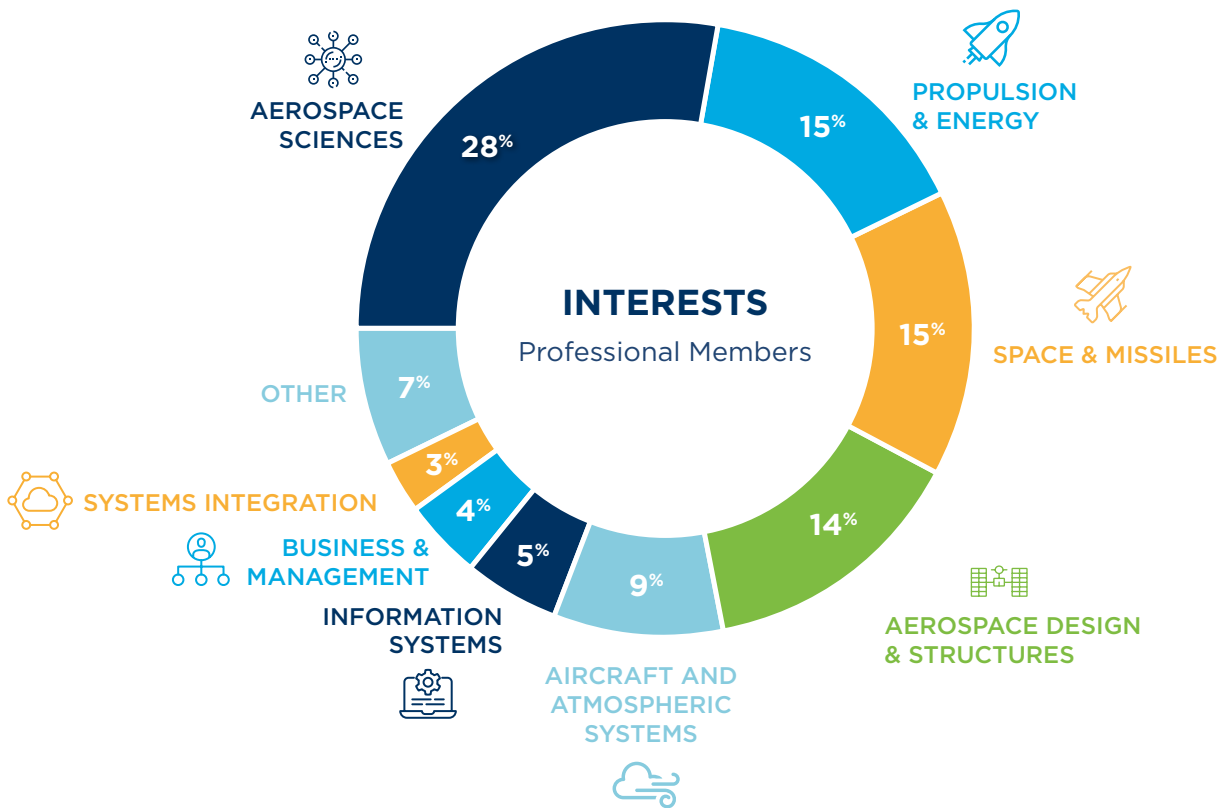 AEROSPACE
SCIENCES
28%
15%
PROPULSION
& ENERGY
INTERESTS
Professional Members
15%
SPACE & MISSILES
OTHER
7%
3%
SYSTEMS INTEGRATION
4%
BUSINESS &
MANAGEMENT
5%
INFORMATION
SYSTEMS
9%
AIRCRAFT AND
ATMOSPHERIC
SYSTEMS
14%
AEROSPACE DESIGN
& STRUCTURES